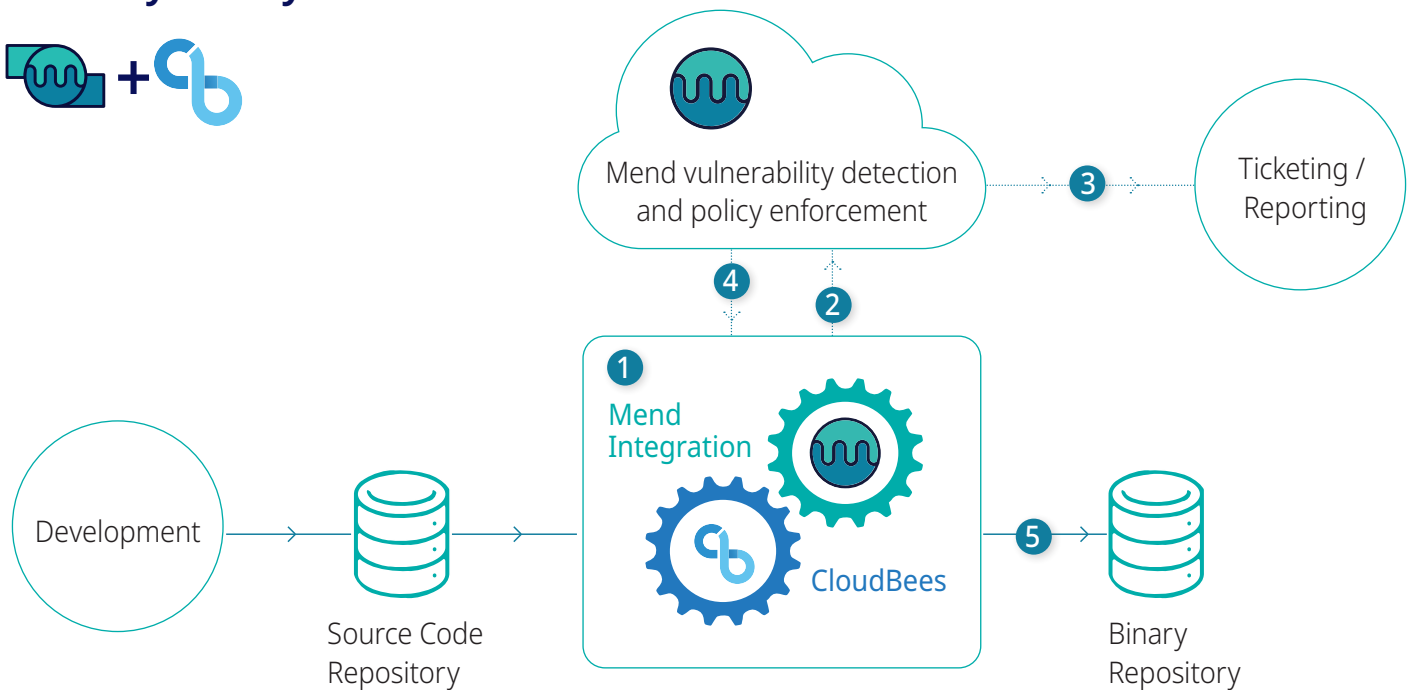 +
Mend vulnerability detection
and policy enforcement
3
Ticketing /
Reporting
4
2
1
Mend
Integration
CloudBees
Development
5
Source Code
Repository
Binary
Repository